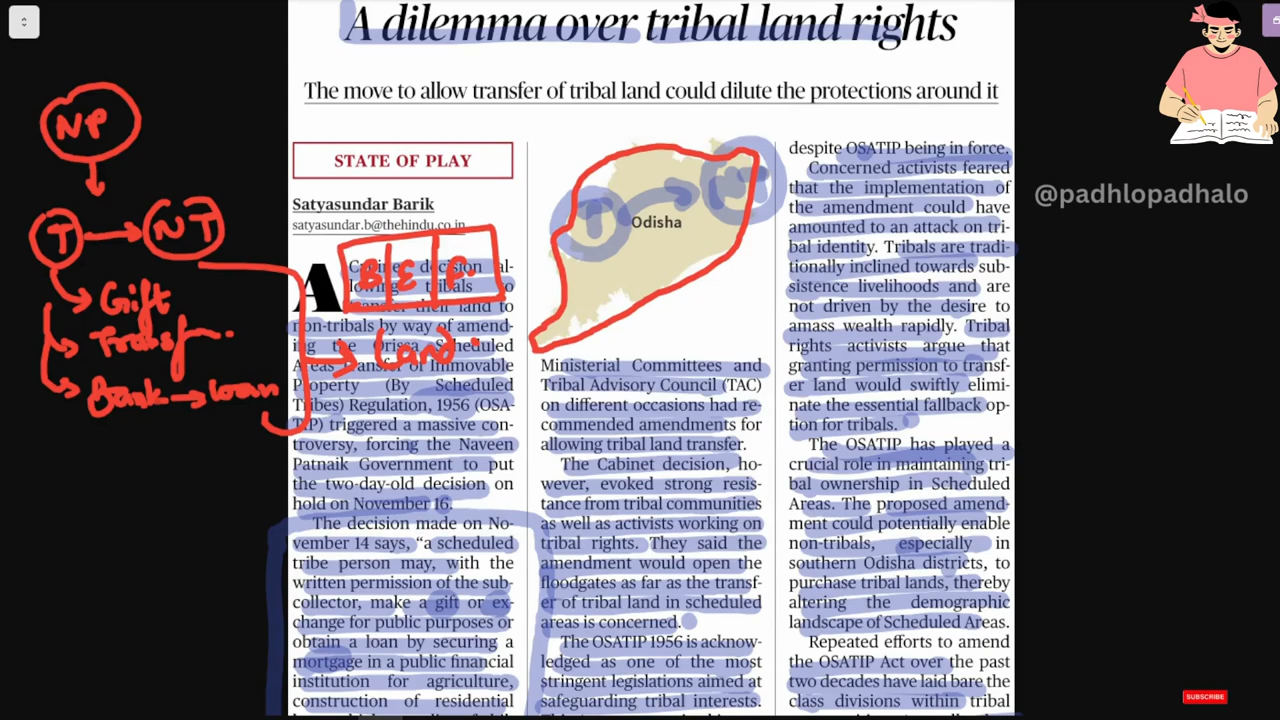 A dilemma over tribal land rights
The move to allow transfer of tribal land could dilute the protections around it
NP
T → NT
Gift
Transf.
Bank → loan
B E F.
Land
STATE OF PLAY
Satyasundar Barik
satyasundar.b@thehindu.co.in
A Cabinet decision al-
lowing tribals to
transfer their land to
non-tribals by way of amend-
ing the Orissa Scheduled
Areas Transfer of Immovable
Property (By Scheduled
Tribes) Regulation, 1956 (OSA-
TIP) triggered a massive con-
troversy, forcing the Naveen
Patnaik Government to put
the two-day-old decision on
hold on November 16.
The decision made on No-
vember 14 says, “a scheduled
tribe person may, with the
written permission of the sub-
collector, make a gift or ex-
change for public purposes or
obtain a loan by securing a
mortgage in a public financial
institution for agriculture,
construction of residential
T
Odisha
Ministerial Committees and
Tribal Advisory Council (TAC)
on different occasions had re-
commended amendments for
allowing tribal land transfer.
The Cabinet decision, ho-
wever, evoked strong resis-
tance from tribal communities
as well as activists working on
tribal rights. They said the
amendment would open the
floodgates as far as the transf-
er of tribal land in scheduled
areas is concerned.
The OSATIP 1956 is acknow-
ledged as one of the most
stringent legislations aimed at
safeguarding tribal interests.
despite OSATIP being in force.
Concerned activists feared
that the implementation of
the amendment could have
amounted to an attack on tri-
bal identity. Tribals are tradi-
tionally inclined towards sub-
sistence livelihoods and are
not driven by the desire to
amass wealth rapidly. Tribal
rights activists argue that
granting permission to transf-
er land would swiftly elimi-
nate the essential fallback op-
tion for tribals.
The OSATIP has played a
crucial role in maintaining tri-
bal ownership in Scheduled
Areas. The proposed amend-
ment could potentially enable
non-tribals, especially in
southern Odisha districts, to
purchase tribal lands, thereby
altering the demographic
landscape of Scheduled Areas.
Repeated efforts to amend
the OSATIP Act over the past
two decades have laid bare the
class divisions within tribal
@padhlopadhalo
SUBSCRIBE